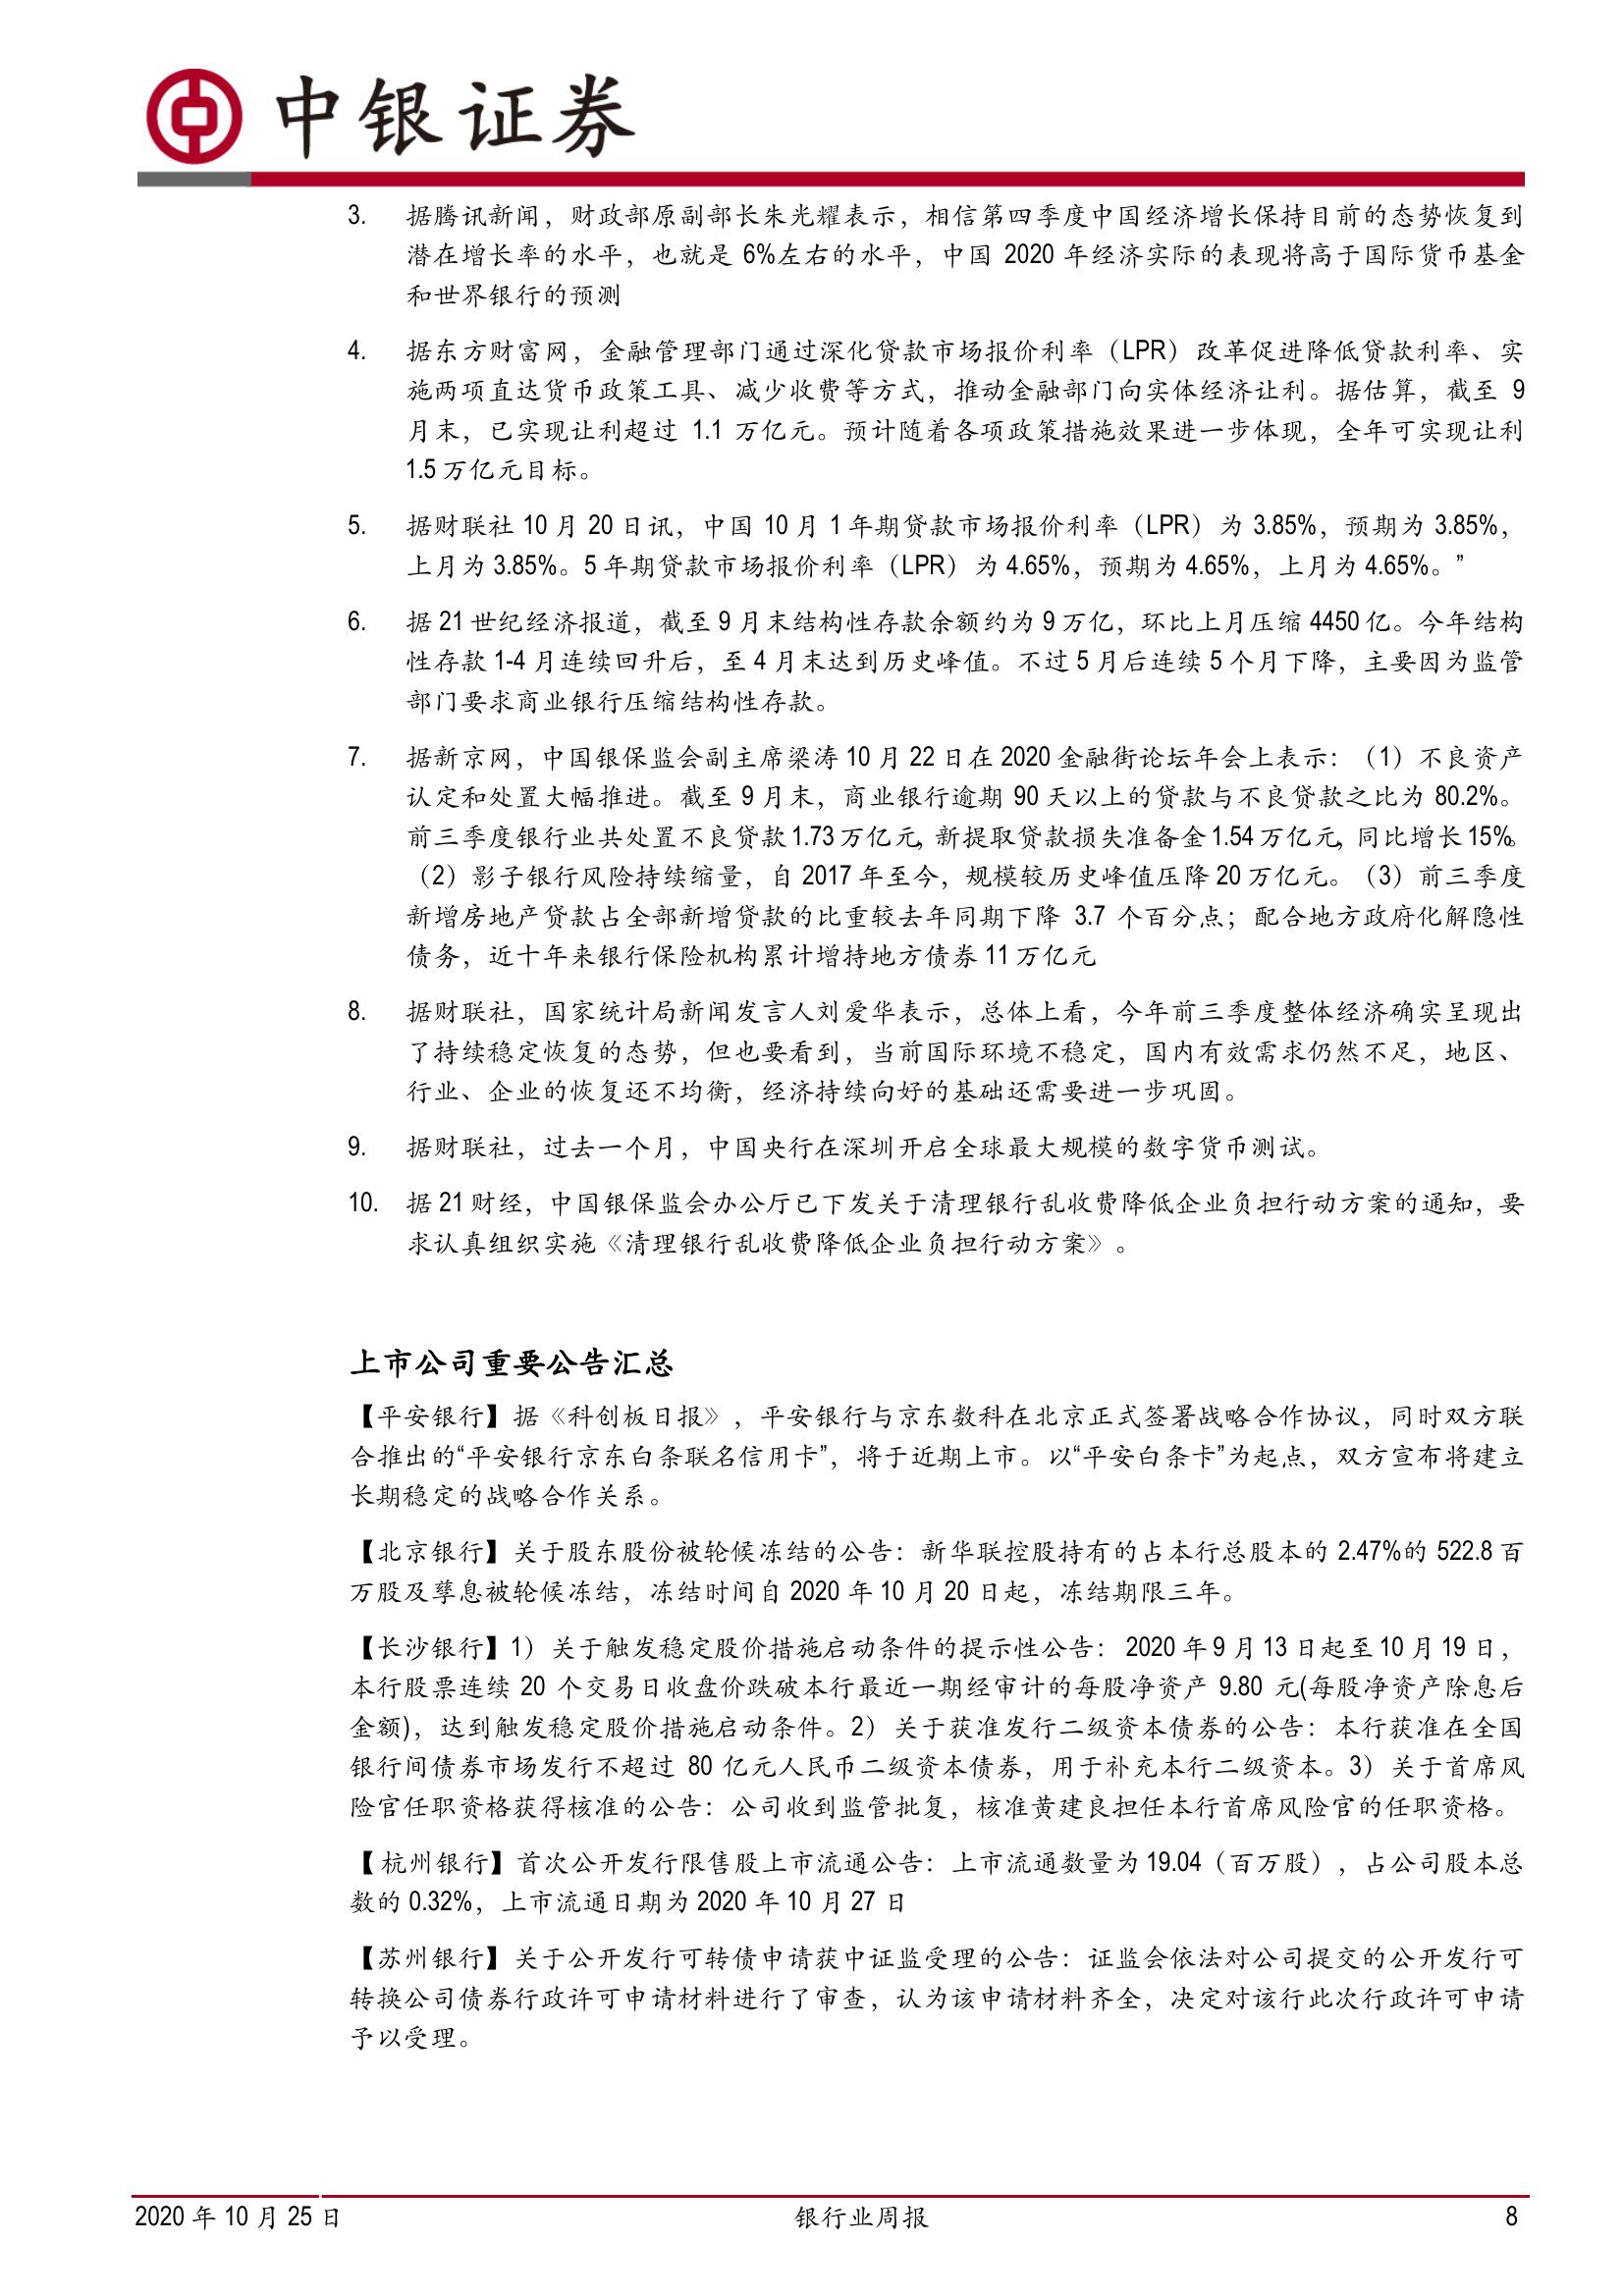 中银证券
3. 据腾讯新闻，财政部原副部长朱光耀表示，相信第四季度中国经济增长保持目前的态势恢复到
潜在增长率的水平，也就是 6%左右的水平，中国 2020 年经济实际的表现将高于国际货币基金
和世界银行的预测
4. 据东方财富网，金融管理部门通过深化贷款市场报价利率（LPR）改革促进降低贷款利率、实
施两项直达货币政策工具、减少收费等方式，推动金融部门向实体经济让利。据估算，截至 9
月末，已实现让利超过 1.1 万亿元。预计随着各项政策措施效果进一步体现，全年可实现让利
1.5 万亿元目标。
5. 据财联社 10 月 20 日讯，中国 10 月 1 年期贷款市场报价利率（LPR）为 3.85%，预期为 3.85%，
上月为 3.85%。5 年期贷款市场报价利率（LPR）为 4.65%，预期为 4.65%，上月为 4.65%。”
6. 据 21 世纪经济报道，截至 9 月末结构性存款余额约为 9 万亿，环比上月压缩 4450 亿。今年结构
性存款 1-4 月连续回升后，至 4 月末达到历史峰值。不过 5 月后连续 5 个月下降，主要因为监管
部门要求商业银行压缩结构性存款。
7. 据新京网，中国银保监会副主席梁涛 10 月 22 日在 2020 金融街论坛年会上表示：（1）不良资产
认定和处置大幅推进。截至 9 月末，商业银行逾期 90 天以上的贷款与不良贷款之比为 80.2%。
前三季度银行业共处置不良贷款 1.73 万亿元，新提取贷款损失准备金 1.54 万亿元，同比增长 15%。
（2）影子银行风险持续缩量，自 2017 年至今，规模较历史峰值压降 20 万亿元。（3）前三季度
新增房地产贷款占全部新增贷款的比重较去年同期下降 3.7 个百分点；配合地方政府化解隐性
债务，近十年来银行保险机构累计增持地方债券 11 万亿元
8. 据财联社，国家统计局新闻发言人刘爱华表示，总体上看，今年前三季度整体经济确实呈现出
了持续稳定恢复的态势，但也要看到，当前国际环境不稳定，国内有效需求仍然不足，地区、
行业、企业的恢复还不均衡，经济持续向好的基础还需要进一步巩固。
9. 据财联社，过去一个月，中国央行在深圳开启全球最大规模的数字货币测试。
10. 据 21 财经，中国银保监会办公厅已下发关于清理银行乱收费降低企业负担行动方案的通知，要
求认真组织实施《清理银行乱收费降低企业负担行动方案》。
上市公司重要公告汇总
【平安银行】据《科创板日报》，平安银行与京东数科在北京正式签署战略合作协议，同时双方联
合推出的“平安银行京东白条联名信用卡”，将于近期上市。以“平安白条卡”为起点，双方宣布将建立
长期稳定的战略合作关系。
【北京银行】关于股东股份被轮候冻结的公告：新华联控股持有的占本行总股本的 2.47%的 522.8 百
万股及孳息被轮候冻结，冻结时间自 2020 年 10 月 20 日起，冻结期限三年。
【长沙银行】1）关于触发稳定股价措施启动条件的提示性公告： 2020 年 9 月 13 日起至 10 月 19 日，
本行股票连续 20 个交易日收盘价跌破本行最近一期经审计的每股净资产 9.80 元(每股净资产除息后
金额)，达到触发稳定股价措施启动条件。2）关于获准发行二级资本债券的公告：本行获准在全国
银行间债券市场发行不超过 80 亿元人民币二级资本债券，用于补充本行二级资本。3）关于首席风
险官任职资格获得核准的公告：公司收到监管批复，核准黄建良担任本行首席风险官的任职资格。
【杭州银行】首次公开发行限售股上市流通公告：上市流通数量为 19.04（百万股），占公司股本总
数的 0.32%，上市流通日期为 2020 年 10 月 27 日
【苏州银行】关于公开发行可转债申请获中证监受理的公告：证监会依法对公司提交的公开发行可
转换公司债券行政许可申请材料进行了审查，认为该申请材料齐全，决定对该行此次行政许可申请
予以受理。
2020 年 10 月 25 日 银行业周报 8